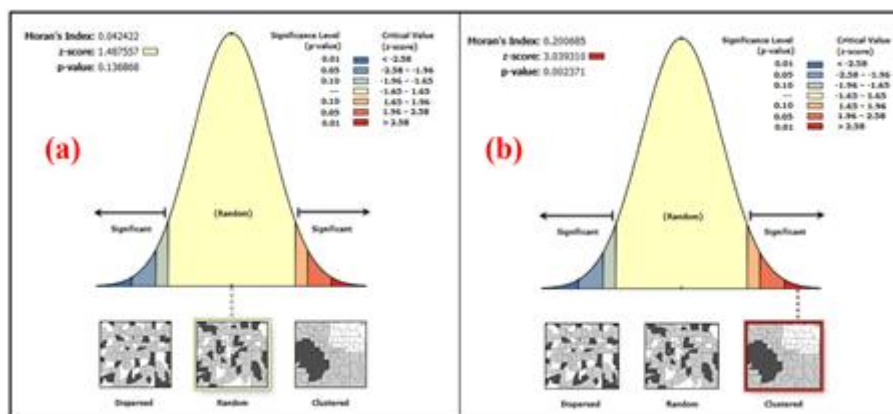 Moran's Index: 0.042422
z-score: 1.487557
p-value: 0.136868
Significance Level
(p-value)
Critical Value
(z-score)
0.01 < -2.58
0.05 -2.58 - -1.96
0.10 -1.96 - -1.65
— -1.65 - 1.65
0.10 1.65 - 1.96
0.05 1.96 - 2.58
0.01 > 2.58
(a)
(Random)
Significant
Significant
Dispersed
Random
Clustered
Moran's Index: 0.200685
z-score: 3.039310
p-value: 0.002371
Significance Level
(p-value)
Critical Value
(z-score)
0.01 < -2.58
0.05 -2.58 - -1.96
0.10 -1.96 - -1.65
— -1.65 - 1.65
0.10 1.65 - 1.96
0.05 1.96 - 2.58
0.01 > 2.58
(b)
(Random)
Significant
Significant
Dispersed
Random
Clustered